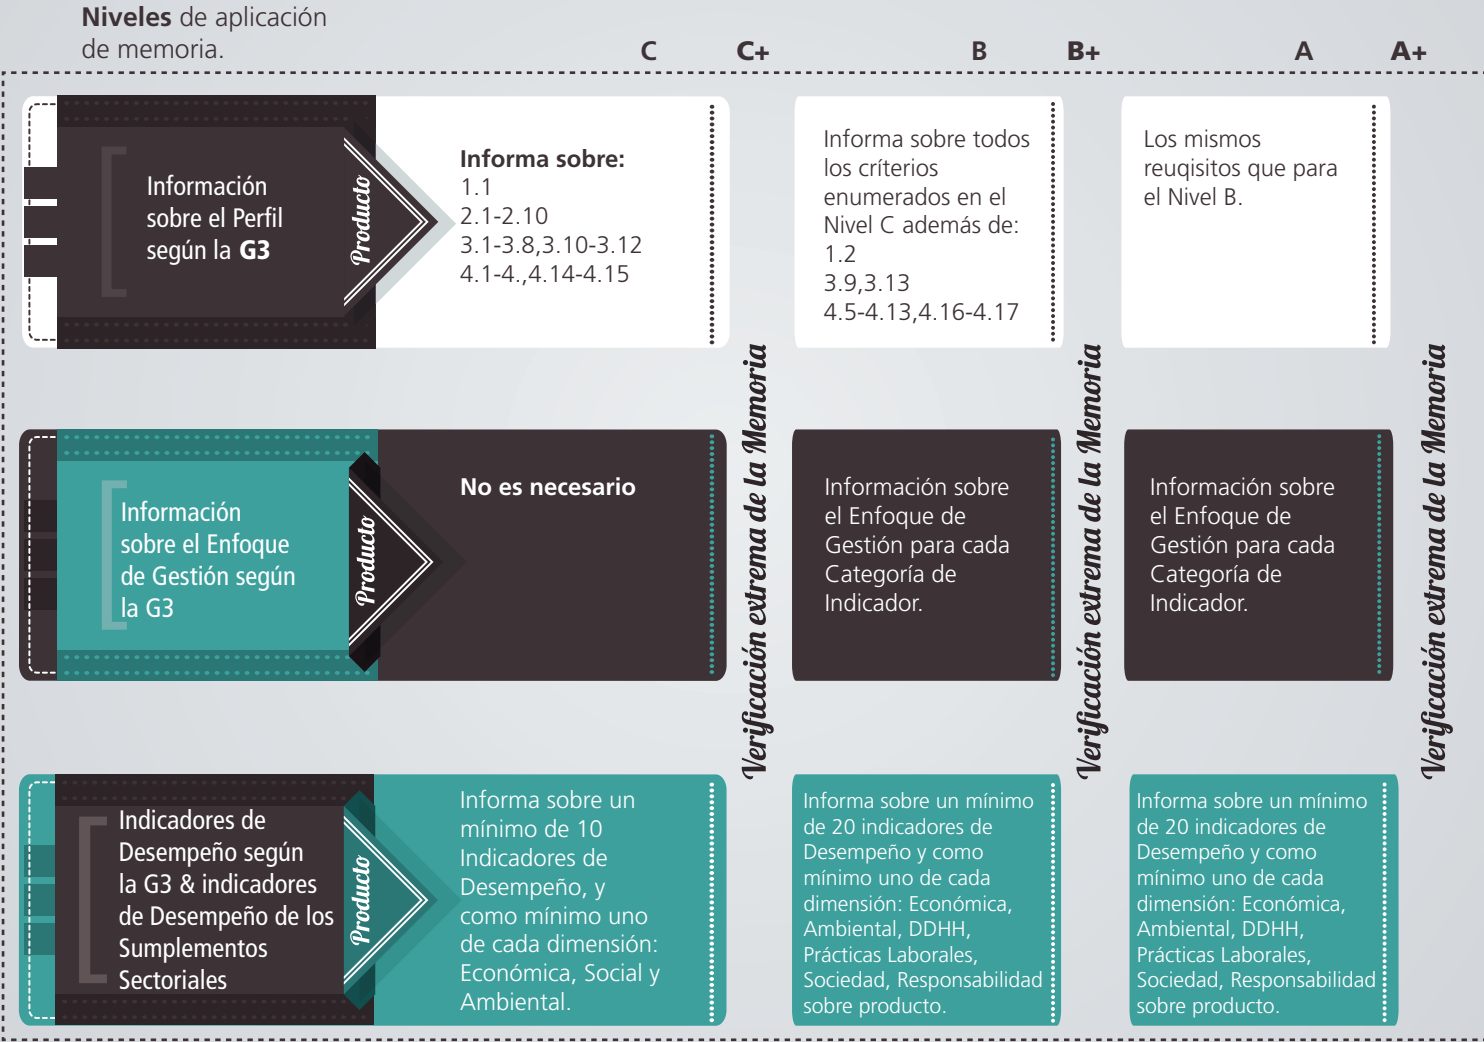 Niveles de aplicación
de memoria.
C
C+
B
B+
A
A+
Información
sobre el Perfil
según la G3
Producto
Informa sobre:
1.1
2.1-2.10
3.1-3.8,3.10-3.12
4.1-4.,4.14-4.15
Informa sobre todos
los críterios
enumerados en el
Nivel C además de:
1.2
3.9,3.13
4.5-4.13,4.16-4.17
Los mismos
reuqisitos que para
el Nivel B.
Información
sobre el Enfoque
de Gestión según
la G3
Producto
No es necesario
Información sobre
el Enfoque de
Gestión para cada
Categoría de
Indicador.
Información sobre
el Enfoque de
Gestión para cada
Categoría de
Indicador.
Indicadores de
Desempeño según
la G3 & indicadores
de Desempeño de los
Sumplementos
Sectoriales
Producto
Informa sobre un
mínimo de 10
Indicadores de
Desempeño, y
como mínimo uno
de cada dimensión:
Económica, Social y
Ambiental.
Informa sobre un mínimo
de 20 indicadores de
Desempeño y como
mínimo uno de cada
dimensión: Económica,
Ambiental, DDHH,
Prácticas Laborales,
Sociedad, Responsabilidad
sobre producto.
Informa sobre un mínimo
de 20 indicadores de
Desempeño y como
mínimo uno de cada
dimensión: Económica,
Ambiental, DDHH,
Prácticas Laborales,
Sociedad, Responsabilidad
sobre producto.
Verificación extrema de la Memoria
Verificación extrema de la Memoria
Verificación extrema de la Memoria